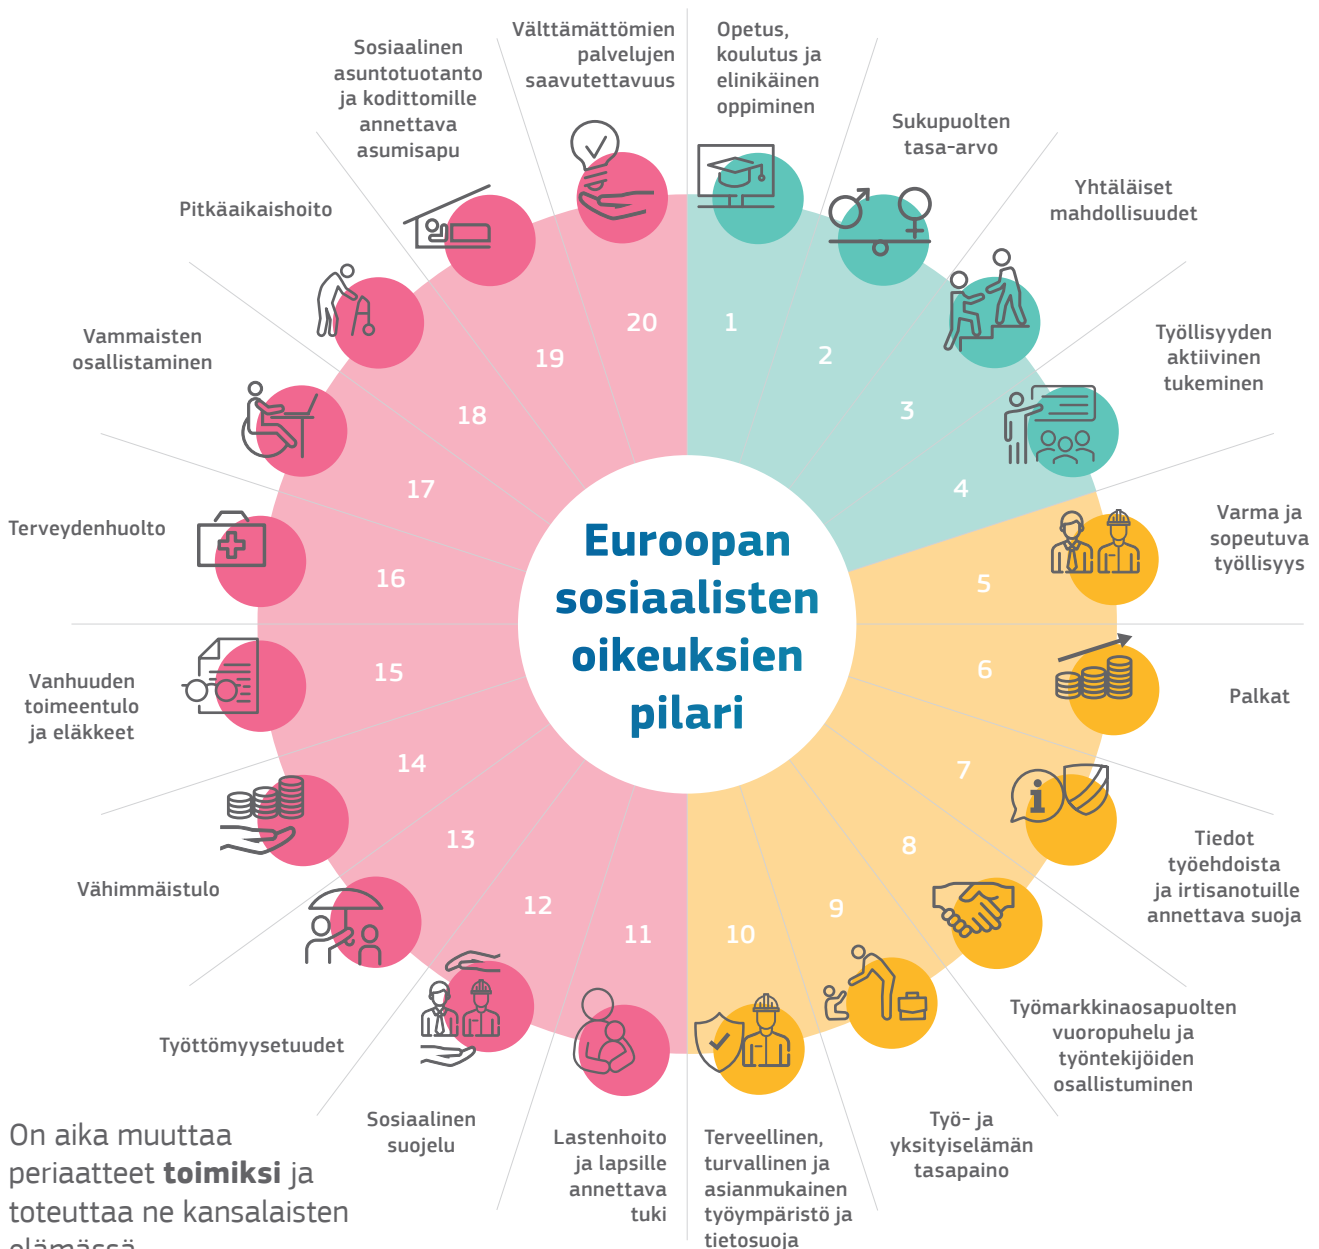 Välttämättömien
palvelujen
saavutettavuus
Opetus,
koulutus ja
elinikäinen
oppiminen
Sosiaalinen
asuntotuotanto
ja kodittomille
annettava
asumisapu
Sukupuolten
tasa-arvo
Pitkäaikaishoito
Yhtäläiset
mahdollisuudet
Vammaisten
osallistaminen
Työllisyyden
aktiivinen
tukeminen
Terveydenhuolto
Varma ja
sopeutuva
työllisyys
Vanhuuden
toimeentulo
ja eläkkeet
Palkat
Vähimmäistulo
Tiedot
työehdoista
ja irtisanotuille
annettava suoja
Työttömyysetuudet
Työmarkkinaosapuolten
vuoropuhelu ja
työntekijöiden
osallistuminen
Sosiaalinen
suojelu
Lastenhoito
ja lapsille
annettava
tuki
Terveellinen,
turvallinen ja
asianmukainen
työympäristö ja
tietosuoja
Työ- ja
yksityiselämän
tasapaino
1
2
3
4
5
6
7
8
9
10
11
12
13
14
15
16
17
18
19
20
Euroopan
sosiaalisten
oikeuksien
pilari
On aika muuttaa
periaatteet toimiksi ja
toteuttaa ne kansalaisten
elämässä